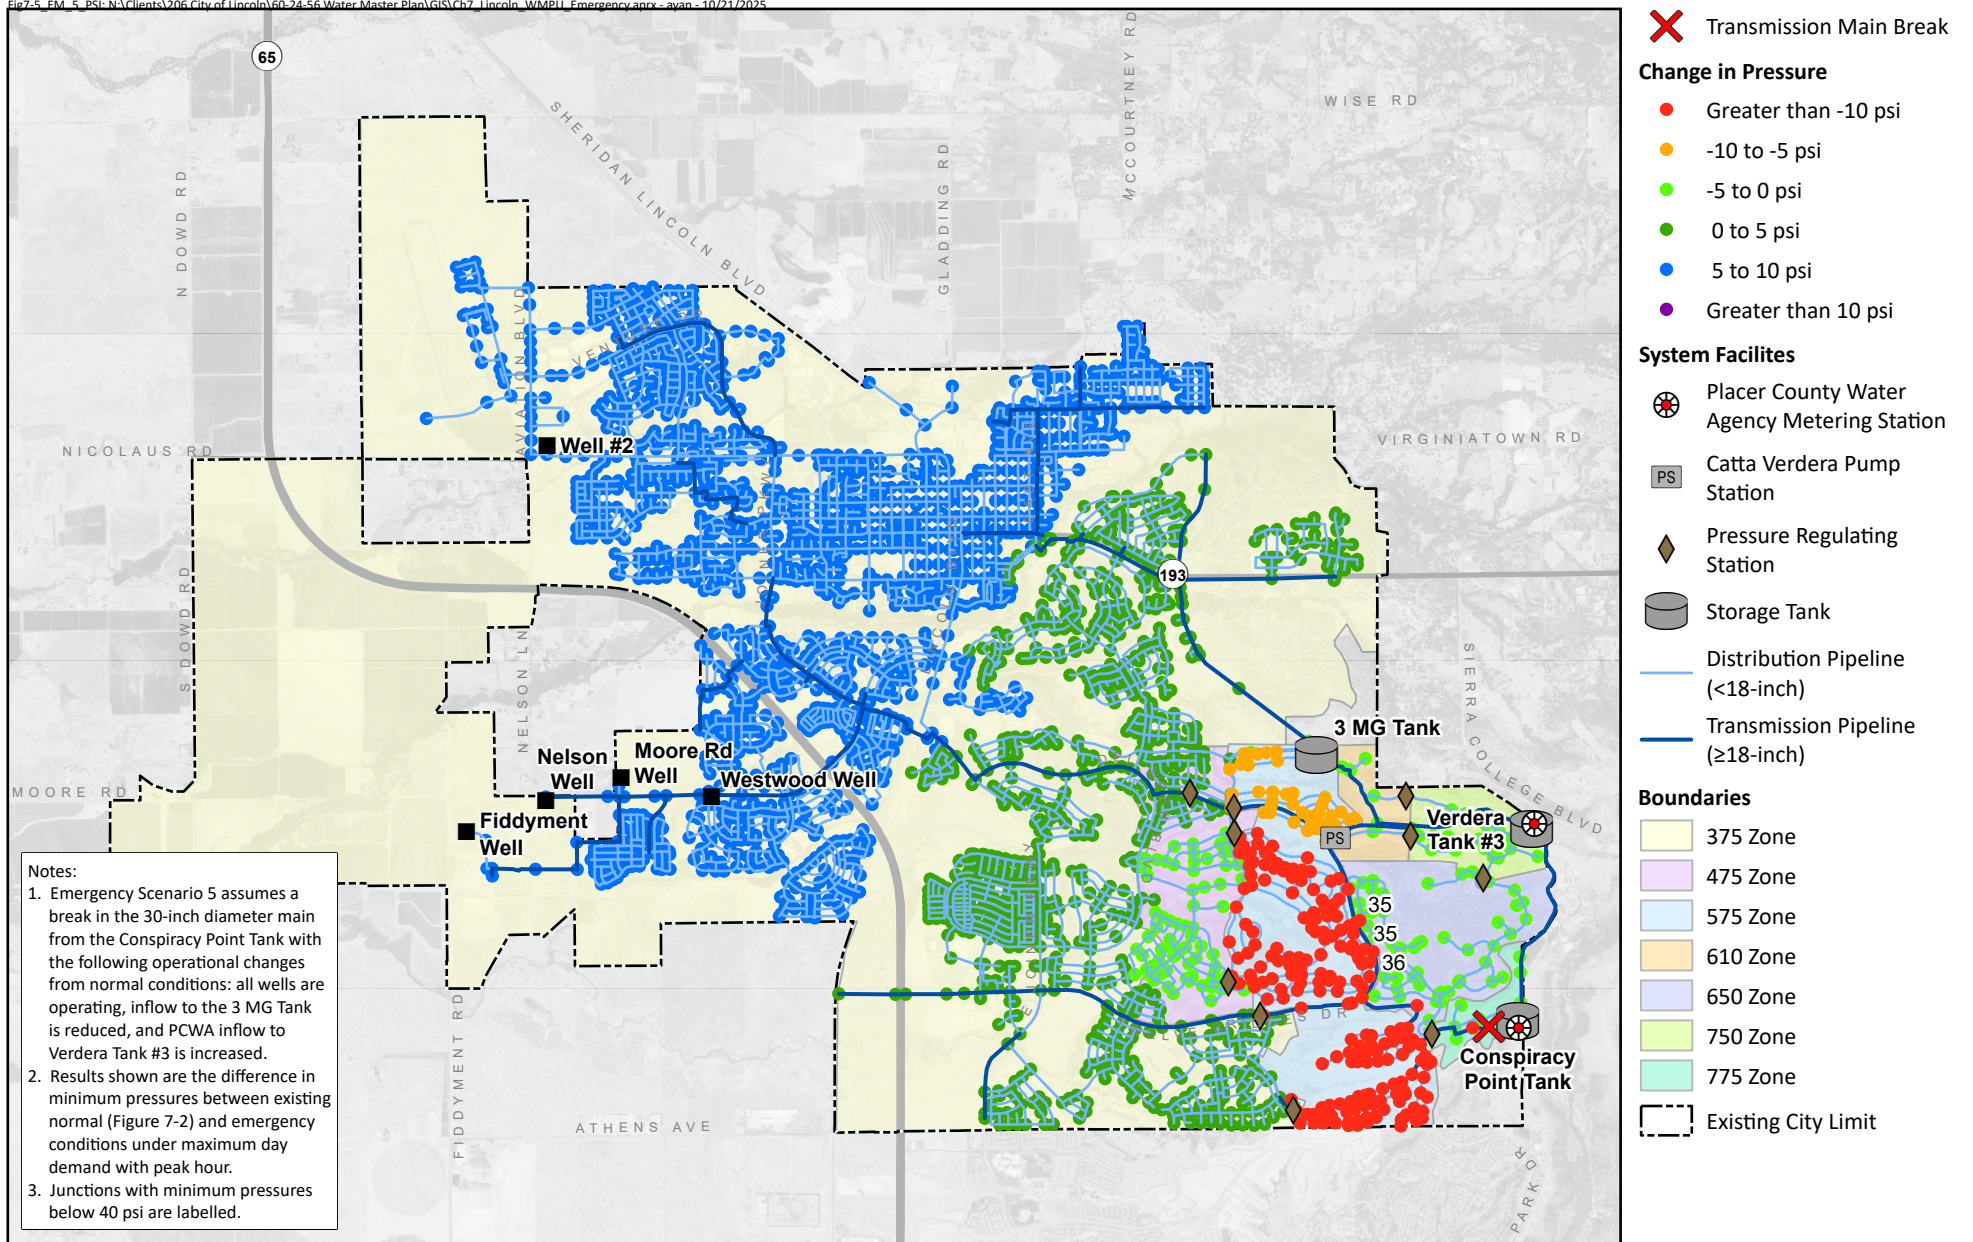 Fig7-5_EM_5_PSI: N:\Clients\206 City of Lincoln\60-24-56 Water Master Plan\GIS\Ch7_Lincoln_WMPU_Emergency.aprx - ayan - 10/21/2025
65
N DOWD RD
SHERIDAN LINCOLN BLVD
GLADDING RD
MCCOURTNEY RD
WISE RD
NICOLAUS RD
AVIATION BLVD
Well #2
VIRGINIATOWN RD
193
S DOWD RD
NELSON LN
SIERRA COLLEGE BLVD
MOORE RD
Nelson
Well
Moore Rd
Well
Westwood Well
Fiddyment
Well
3 MG Tank
Verdera
Tank #3
PS
35
35
36
Conspiracy
Point Tank
FIDDYMENT RD
ATHENS AVE
PARK DR
Notes:
1. Emergency Scenario 5 assumes a
break in the 30-inch diameter main
from the Conspiracy Point Tank with
the following operational changes
from normal conditions: all wells are
operating, inflow to the 3 MG Tank
is reduced, and PCWA inflow to
Verdera Tank #3 is increased.
2. Results shown are the difference in
minimum pressures between existing
normal (Figure 7-2) and emergency
conditions under maximum day
demand with peak hour.
3. Junctions with minimum pressures
below 40 psi are labelled.
Transmission Main Break
Change in Pressure
Greater than -10 psi
-10 to -5 psi
-5 to 0 psi
0 to 5 psi
5 to 10 psi
Greater than 10 psi
System Facilites
Placer County Water
Agency Metering Station
PS
Catta Verdera Pump
Station
Pressure Regulating
Station
Storage Tank
Distribution Pipeline
(<18-inch)
Transmission Pipeline
(≥18-inch)
Boundaries
375 Zone
475 Zone
575 Zone
610 Zone
650 Zone
750 Zone
775 Zone
Existing City Limit